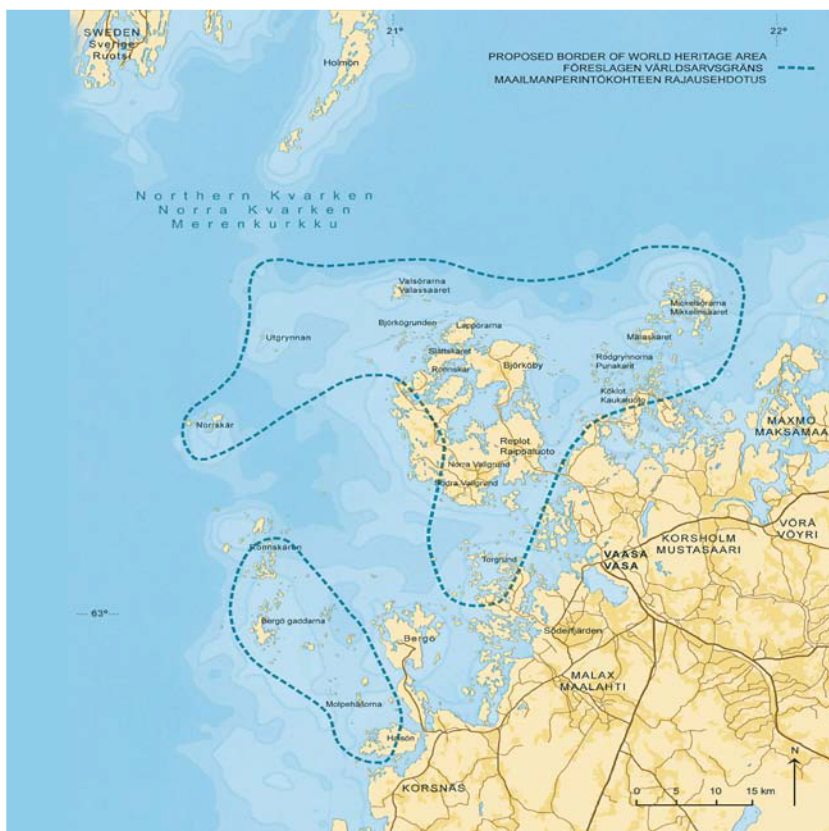 SWEDEN
Sverige
Ruotsi
21°
22°
Holmön
PROPOSED BORDER OF WORLD HERITAGE AREA
FÖRESLAGEN VÄRLDSARVSGRÄNS
MAAILMANPERINTÖKOHTEEN RAJAUSEHDOTUS
Northern Kvarken
Norra Kvarken
Merenkurkku
Valsörarna
Valassaaret
Mickelsörarna
Mikkelinsaaret
Björkögrunden
Lappörarna
Utgrynnan
Mälaskäret
Slåttskäret
Rönnskär
Björköby
Rödgrynnorna
Punakarit
Köklot
Kaukaluoto
Norrskär
MAXMO
MAKSAMAA
Replot
Raippaluoto
Norra Vallgrund
Södra Vallgrund
VÖRÅ
VÖYRI
KORSHOLM
MUSTASAARI
Rönnskären
Torgrund
VAASA
VASA
63°
Bergö gaddarna
Bergö
Söderfjärden
MALAX
MAALAHTI
Molpehällorna
Halsön
KORSNÄS
N
0 5 10 15 km